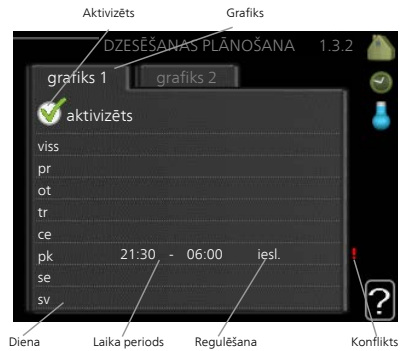 Aktivizēts Grafiks
DZESĒŠANAS PLĀNOŠANA 1.3.2
grafiks 1 grafiks 2
aktivizēts
viss
pr
ot
tr
ce
pk 21:30 - 06:00 ieşl. !
se
sv
?
Diena Laika periods Regulēšana Konflikts